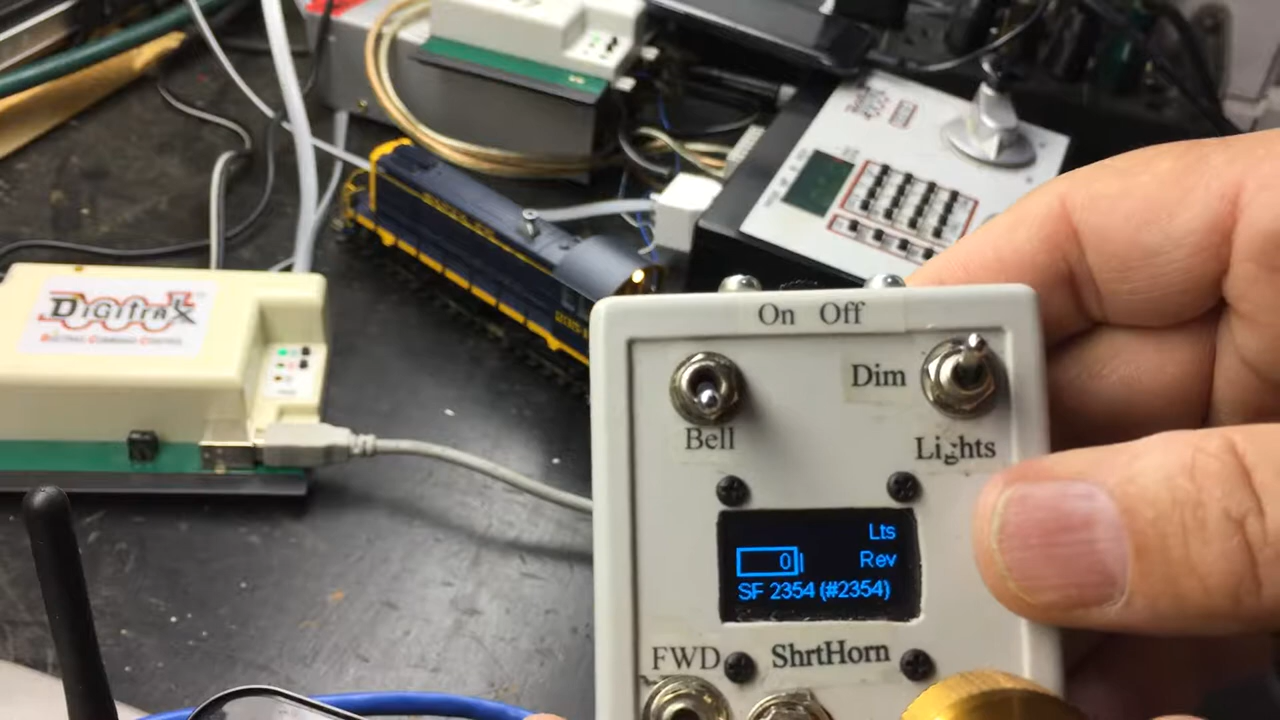 DIGITRAX
On Off
Dim
Bell
Lights
Lts
0
Rev
SF 2354 (#2354)
FWD
ShrtHorn